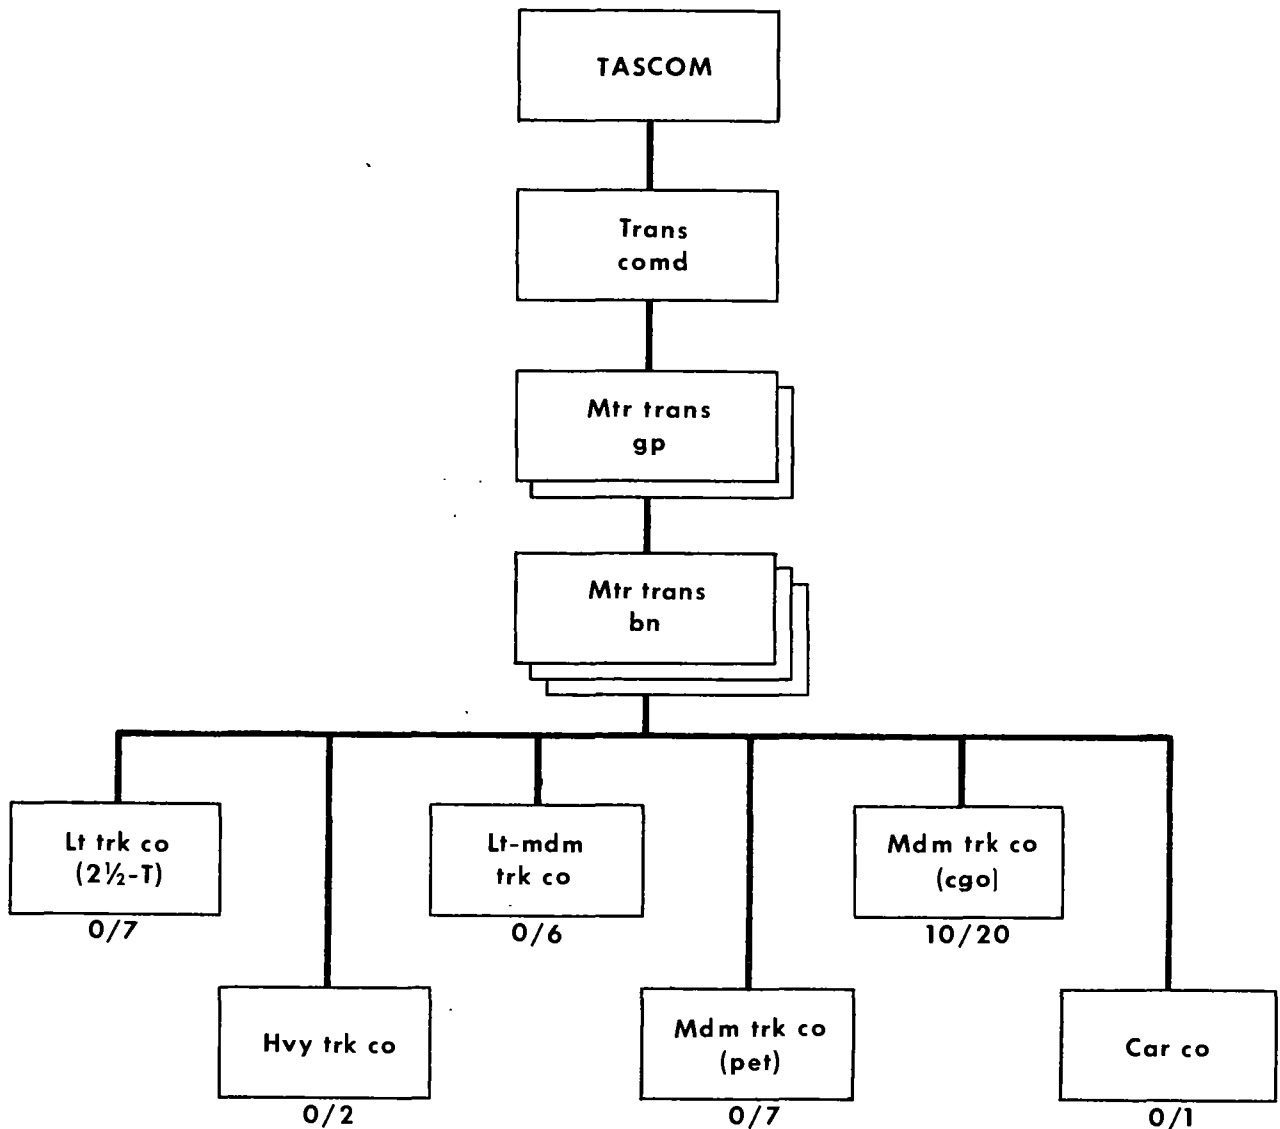 TASCOM
Trans
comd
Mtr trans
gp
Mtr trans
bn
Lt trk co
(2½-T)
0/7
Hvy trk co
0/2
Lt-mdm
trk co
0/6
Mdm trk co
(pet)
0/7
Mdm trk co
(cgo)
10/20
Car co
0/1